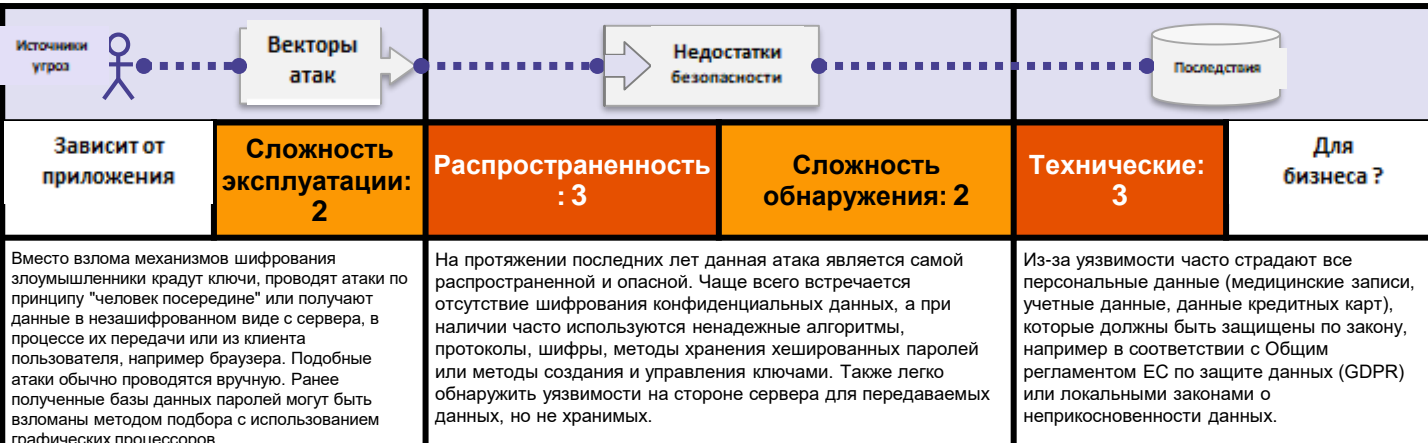 Источники
угроз
Векторы
атак
Недостатки
безопасности
Последствия
Зависит от
приложения
Сложность
эксплуатации:
2
Распространенность
: 3
Сложность
обнаружения: 2
Технические:
3
Для
бизнеса ?
Вместо взлома механизмов шифрования
злоумышленники крадут ключи, проводят атаки по
принципу "человек посередине" или получают
данные в незашифрованном виде с сервера, в
процессе их передачи или из клиента
пользователя, например браузера. Подобные
атаки обычно проводятся вручную. Ранее
полученные базы данных паролей могут быть
взломаны методом подбора с использованием
графических процессоров
На протяжении последних лет данная атака является самой
распространенной и опасной. Чаще всего встречается
отсутствие шифрования конфиденциальных данных, а при
наличии часто используются ненадежные алгоритмы,
протоколы, шифры, методы хранения хешированных паролей
или методы создания и управления ключами. Также легко
обнаружить уязвимости на стороне сервера для передаваемых
данных, но не хранимых.
Из-за уязвимости часто страдают все
персональные данные (медицинские записи,
учетные данные, данные кредитных карт),
которые должны быть защищены по закону,
например в соответствии с Общим
регламентом ЕС по защите данных (GDPR)
или локальными законами о
неприкосновенности данных.